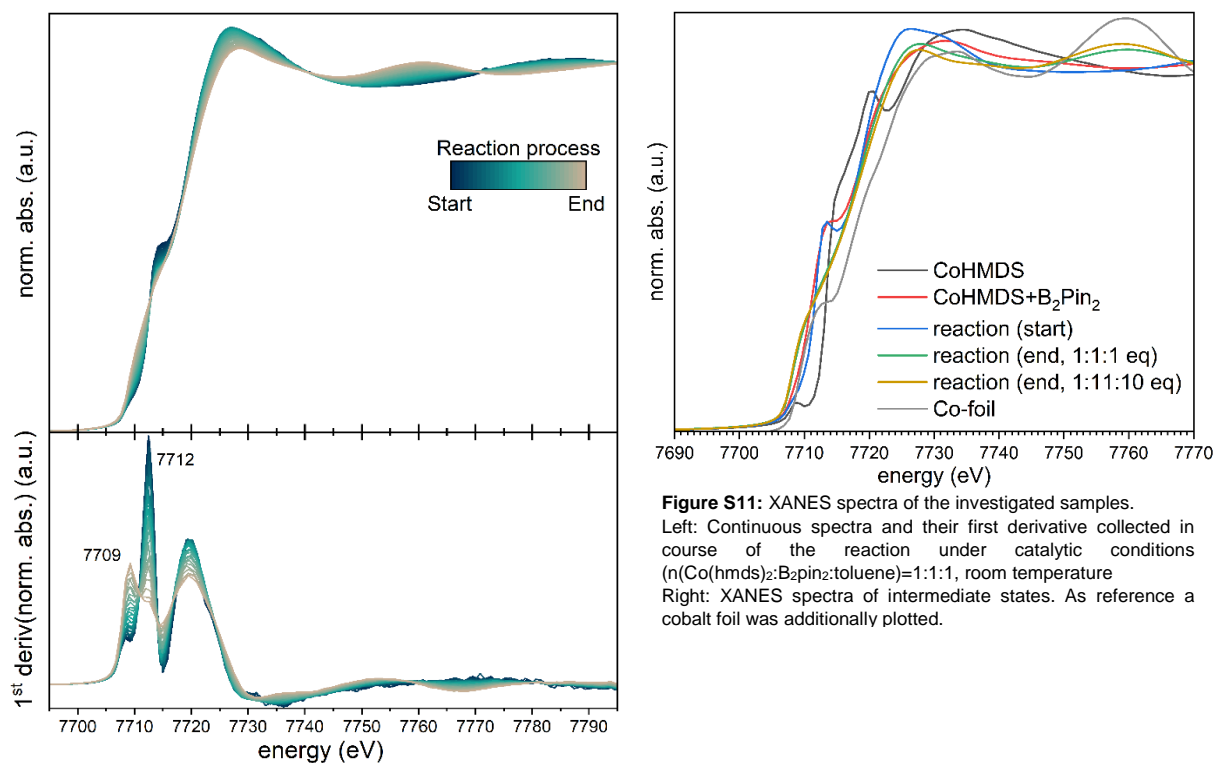 norm. abs. (a.u.)
Reaction process
Start
End
1st deriv(norm. abs.) (a.u.)
7709
7712
7700 7710 7720 7730 7740 7750 7760 7770 7780 7790
energy (eV)
norm. abs. (a.u.)
CoHMDS
CoHMDS+B₂Pin₂
reaction (start)
reaction (end, 1:1:1 eq)
reaction (end, 1:11:10 eq)
Co-foil
7690 7700 7710 7720 7730 7740 7750 7760 7770
energy (eV)
Figure S11: XANES spectra of the investigated samples.
Left: Continuous spectra and their first derivative collected in
course of the reaction under catalytic conditions
(n(Co(hmds)₂:B₂pin₂:toluene)=1:1:1, room temperature
Right: XANES spectra of intermediate states. As reference a
cobalt foil was additionally plotted.